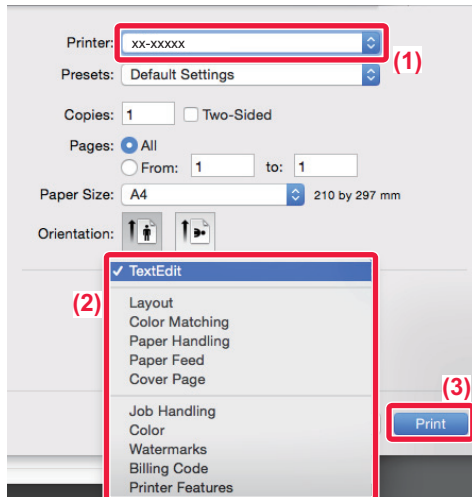 Printer: xx-xxxxx
(1)
Presets: Default Settings
Copies: 1 Two-Sided
Pages: All
From: 1 to: 1
Paper Size: A4 210 by 297 mm
Orientation:
✓ TextEdit
(2)
Layout
Color Matching
Paper Handling
Paper Feed
Cover Page
(3)
Job Handling
Print
Color
Watermarks
Billing Code
Printer Features